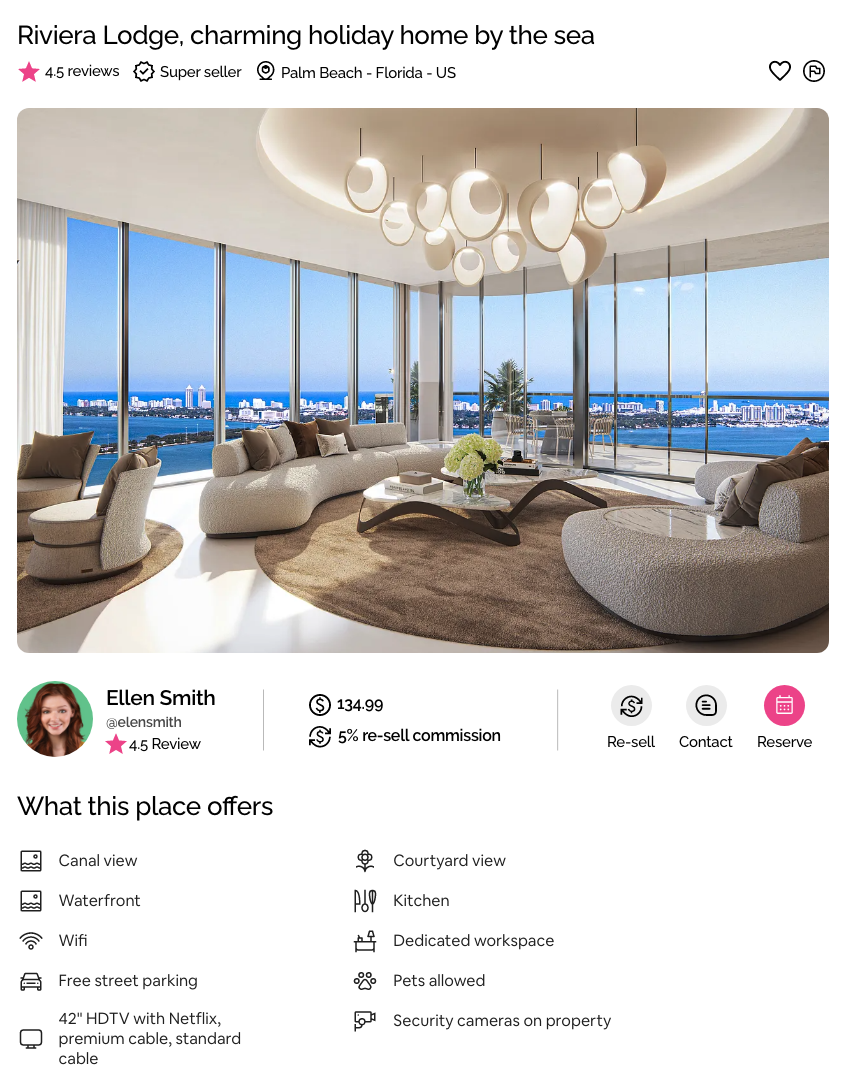 Riviera Lodge, charming holiday home by the sea
4.5 reviews Super seller Palm Beach - Florida - US
Ellen Smith
@elensmith
4.5 Review
134.99
5% re-sell commission
Re-sell Contact Reserve
What this place offers
Canal view Courtyard view
Waterfront Kitchen
Wifi Dedicated workspace
Free street parking Pets allowed
42" HDTV with Netflix, Security cameras on property
premium cable, standard
cable